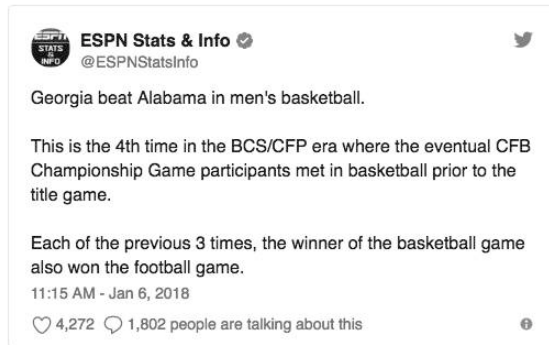 ESPN
STATS
&
INFO
ESPN Stats & Info
@ESPNStatsInfo
Georgia beat Alabama in men's basketball.
This is the 4th time in the BCS/CFP era where the eventual CFB
Championship Game participants met in basketball prior to the
title game.
Each of the previous 3 times, the winner of the basketball game
also won the football game.
11:15 AM - Jan 6, 2018
4,272 1,802 people are talking about this